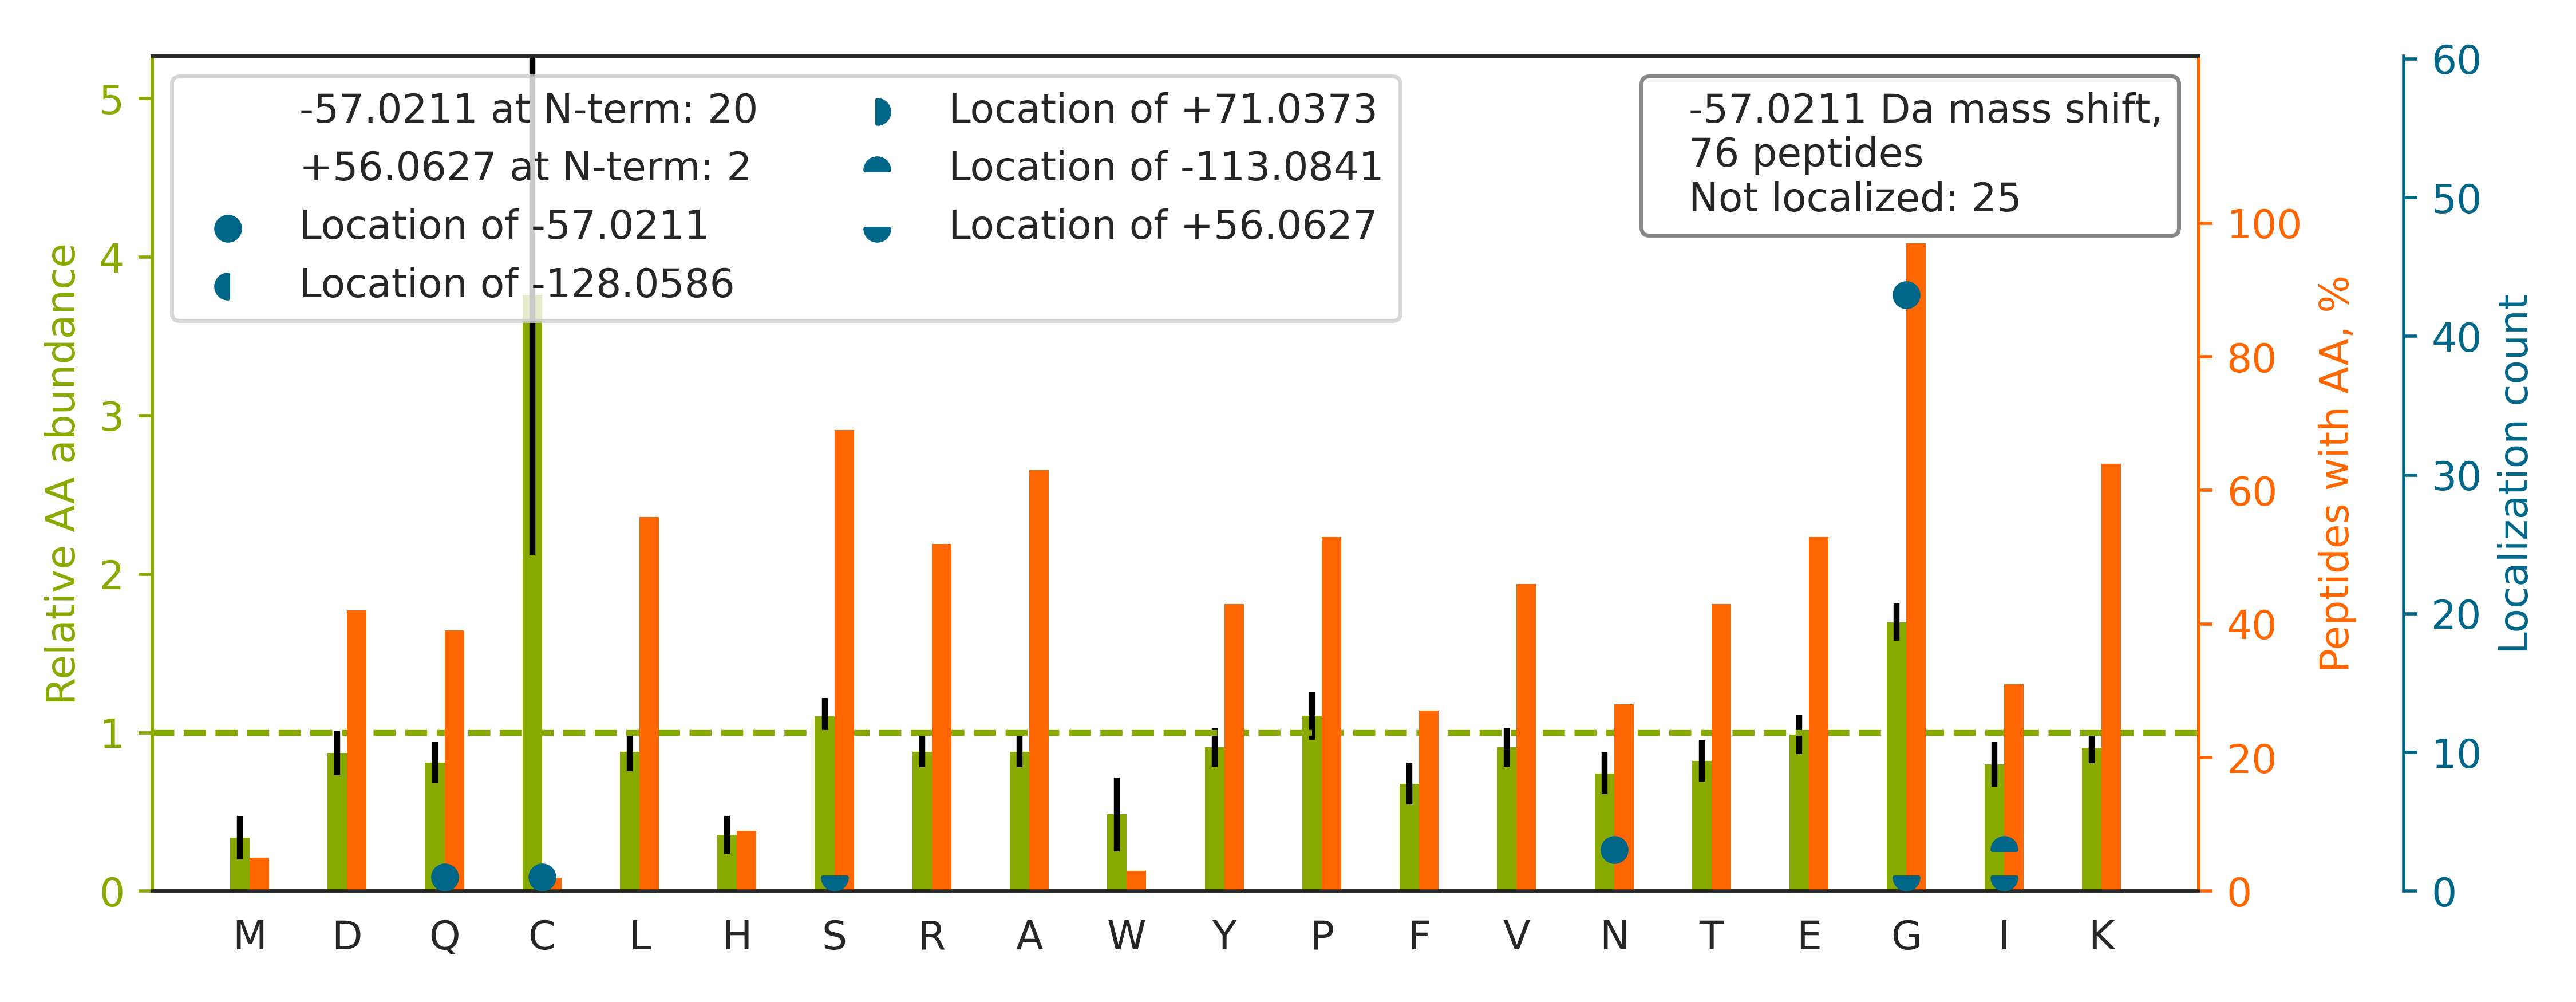 -57.0211 at N-term: 20
+56.0627 at N-term: 2
Location of -57.0211
Location of -128.0586
Location of +71.0373
Location of -113.0841
Location of +56.0627
-57.0211 Da mass shift,
76 peptides
Not localized: 25
Relative AA abundance
5
4
3
2
1
0
100
80
60
40
20
0
Peptides with AA, %
60
50
40
30
20
10
0
Localization count
M D Q C L H S R A W Y P F V N T E G I K